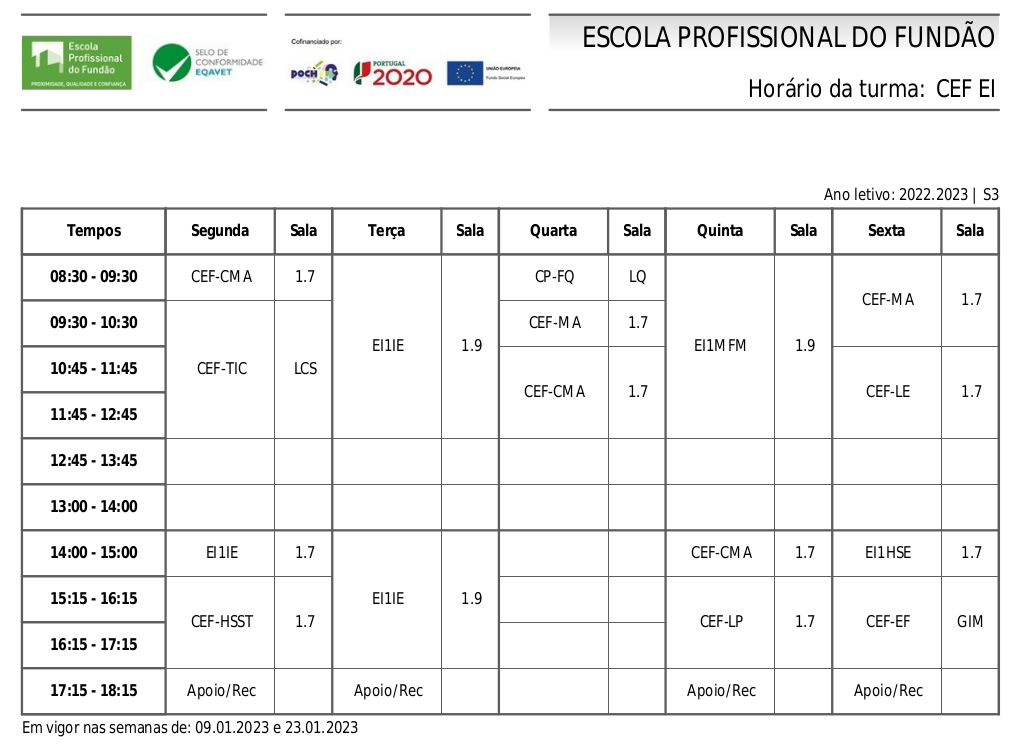 Escola
Profissional
do Fundão
PROXIMIDADE, QUALIDADE E CONFIANÇA
SELO DE
CONFORMIDADE
EQAVET
Cofinanciado por:
POCH
PORTUGAL
2020
UNIÃO EUROPEIA
Fundo Social Europeu
ESCOLA PROFISSIONAL DO FUNDÃO
Horário da turma: CEF EI
Ano letivo: 2022.2023 | S3
Tempos Segunda Sala Terça Sala Quarta Sala Quinta Sala Sexta Sala
08:30 - 09:30 CEF-CMA 1.7 CP-FQ LQ
CEF-MA 1.7
09:30 - 10:30 CEF-MA 1.7
EI1IE 1.9 EI1MFM 1.9
10:45 - 11:45 CEF-TIC LCS
CEF-CMA 1.7 CEF-LE 1.7
11:45 - 12:45
12:45 - 13:45
13:00 - 14:00
14:00 - 15:00 EI1IE 1.7 CEF-CMA 1.7 EI1HSE 1.7
15:15 - 16:15 EI1IE 1.9
CEF-HSST 1.7 CEF-LP 1.7 CEF-EF GIM
16:15 - 17:15
17:15 - 18:15 Apoio/Rec Apoio/Rec Apoio/Rec Apoio/Rec
Em vigor nas semanas de: 09.01.2023 e 23.01.2023